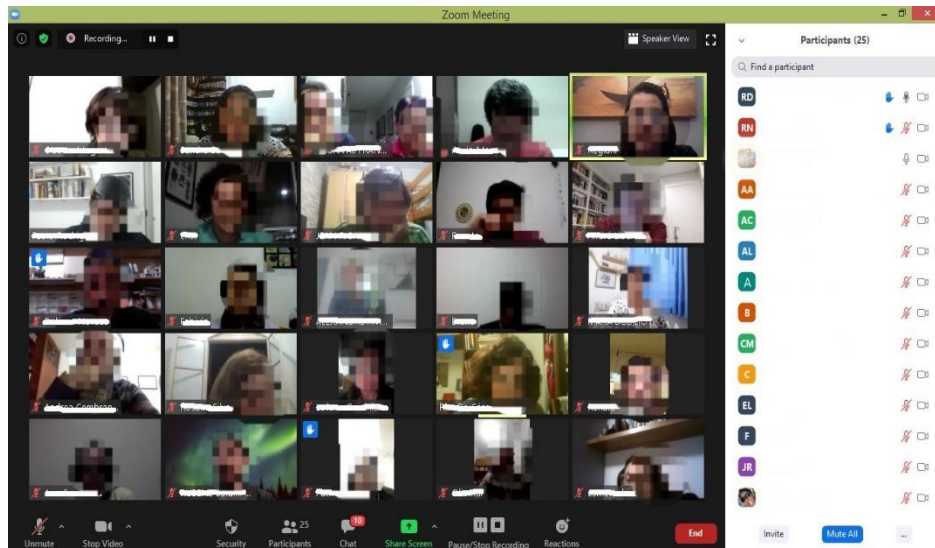 Zoom Meeting
Recording...
Speaker View
Participants (25)
Find a participant
RD
RN
AA
AC
AL
A
B
CM
C
EL
F
JR
Unmute
Stop Video
Security
25
Participants
10
Chat
Share Screen
Pause/Stop Recording
Reactions
End
Invite
Mute All
...